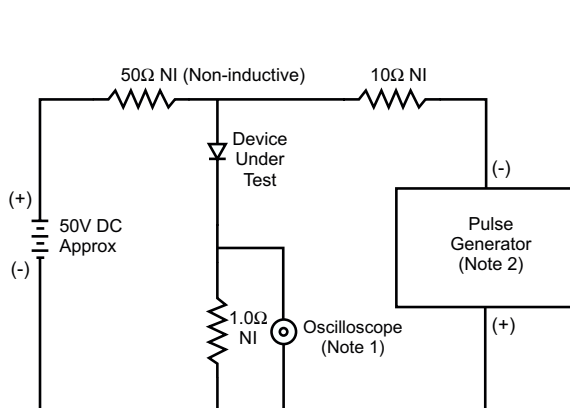 50Ω NI (Non-inductive)
10Ω NI
Device
Under
Test
(-)
(+)
50V DC
Approx
(-)
Pulse
Generator
(Note 2)
1.0Ω
NI
Oscilloscope
(Note 1)
(+)